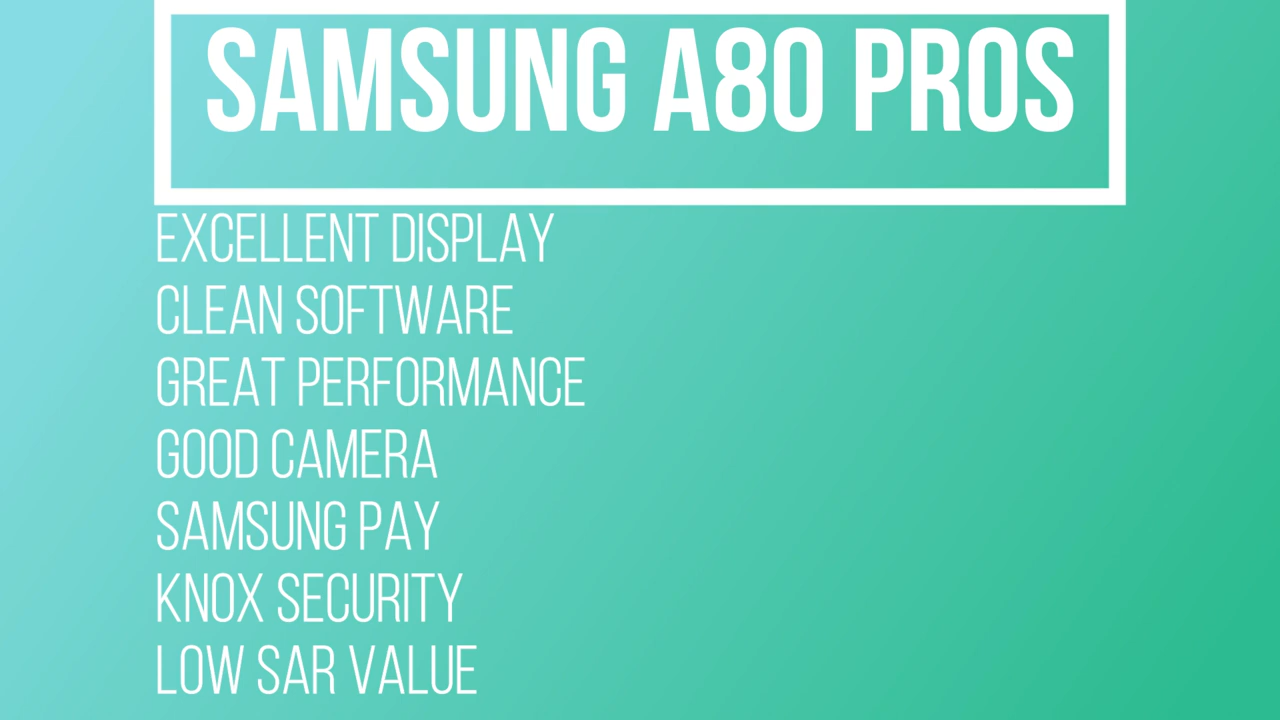 SAMSUNG A80 PROS
EXCELLENT DISPLAY
CLEAN SOFTWARE
GREAT PERFORMANCE
GOOD CAMERA
SAMSUNG PAY
KNOX SECURITY
LOW SAR VALUE